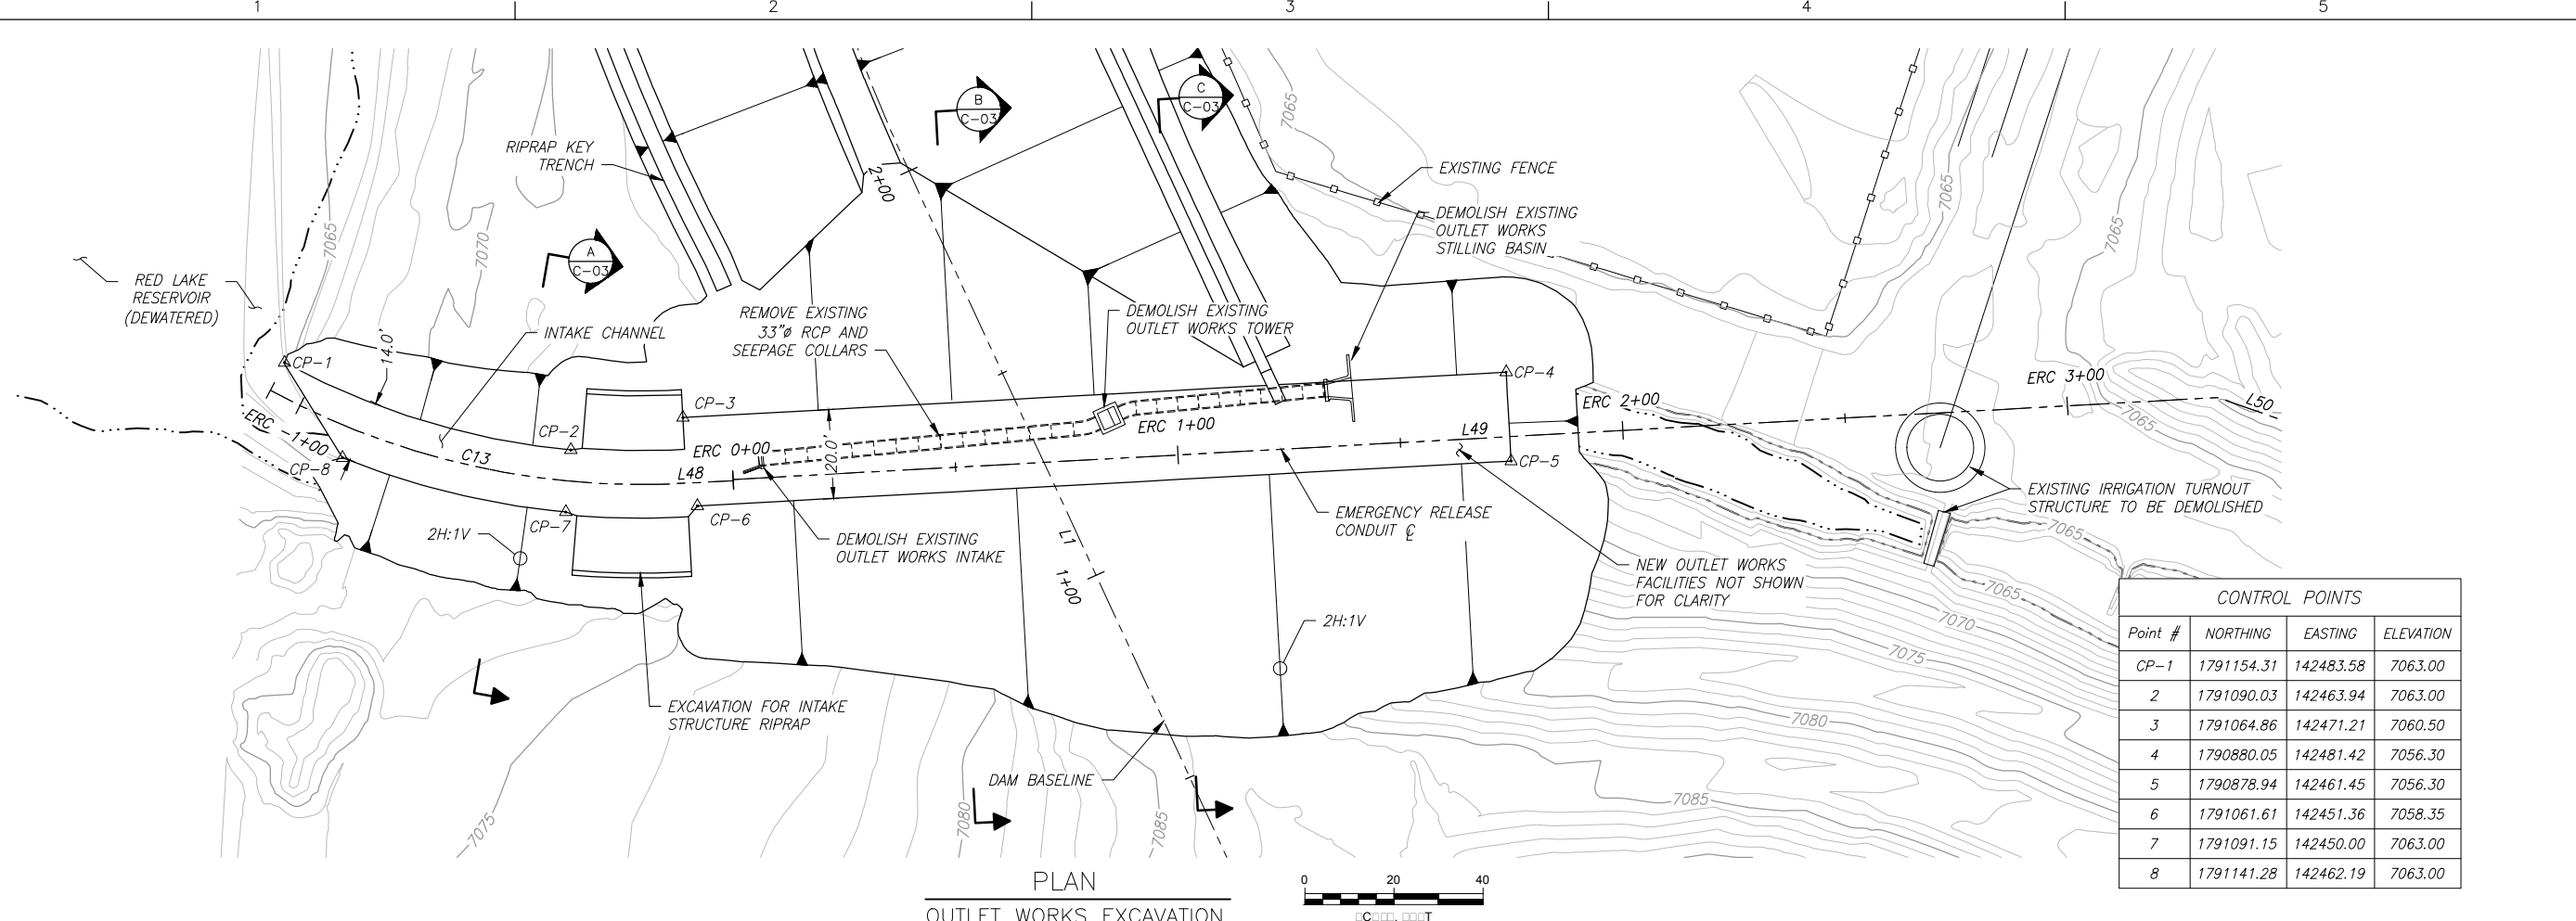 1
2
3
4
5
B
C-03
C
C-03
A
C-03
RIPRAP KEY
TRENCH
2+00
7065
7070
7065
7065
7065
EXISTING FENCE
DEMOLISH EXISTING
OUTLET WORKS
STILLING BASIN
RED LAKE
RESERVOIR
(DEWATERED)
INTAKE CHANNEL
REMOVE EXISTING
33"ø RCP AND
SEEPAGE COLLARS
DEMOLISH EXISTING
OUTLET WORKS TOWER
14.0'
20.0'
CP-1
CP-2
CP-3
CP-4
CP-5
CP-6
CP-7
CP-8
ERC 1+00
C13
L48
ERC 0+00
ERC 1+00
L49
ERC 2+00
ERC 3+00
L50
7065
2H:1V
DEMOLISH EXISTING
OUTLET WORKS INTAKE
L1
1+00
EMERGENCY RELEASE
CONDUIT ℄
EXISTING IRRIGATION TURNOUT
STRUCTURE TO BE DEMOLISHED
7065
NEW OUTLET WORKS
FACILITIES NOT SHOWN
FOR CLARITY
2H:1V
7065
7070
7075
7080
7085
EXCAVATION FOR INTAKE
STRUCTURE RIPRAP
DAM BASELINE
7075
7080
7085
CONTROL POINTS
Point # NORTHING EASTING ELEVATION
CP-1 1791154.31 142483.58 7063.00
2 1791090.03 142463.94 7063.00
3 1791064.86 142471.21 7060.50
4 1790880.05 142481.42 7056.30
5 1790878.94 142461.45 7056.30
6 1791061.61 142451.36 7058.35
7 1791091.15 142450.00 7063.00
8 1791141.28 142462.19 7063.00
PLAN
OUTLET WORKS EXCAVATION
0 20 40